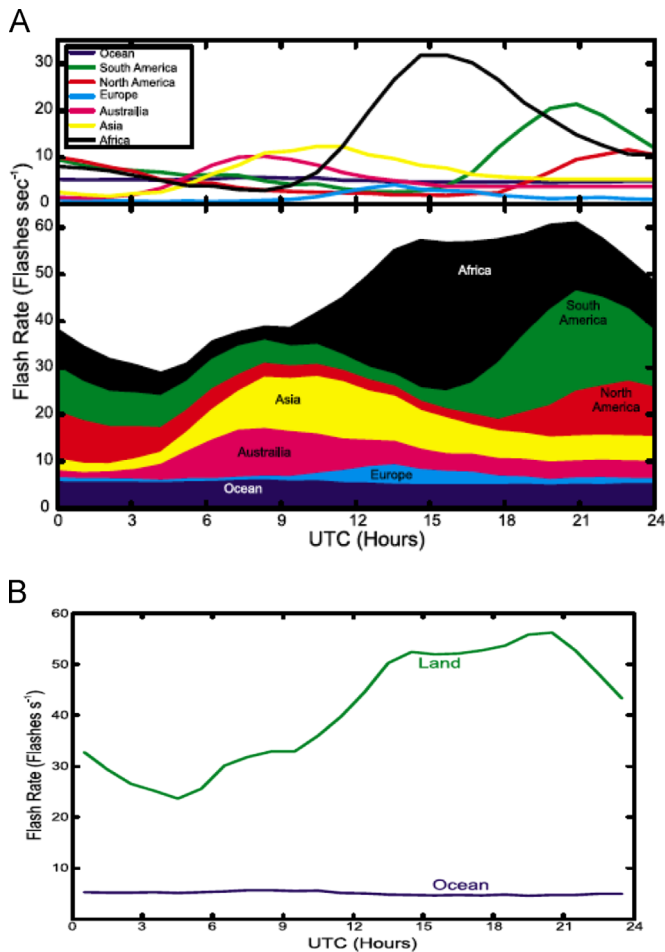 A
Ocean
South America
North America
Europe
Austrailia
Asia
Africa
30
20
10
0
60
50
40
30
20
10
0
Flash Rate (Flashes sec⁻¹)
Africa
South
America
North
America
Asia
Austrailia
Europe
Ocean
0 3 6 9 12 15 18 21 24
UTC (Hours)
B
60
50
40
30
20
10
Flash Rate (Flashes s⁻¹)
Land
Ocean
0 3 6 9 12 15 18 21 24
UTC (Hours)